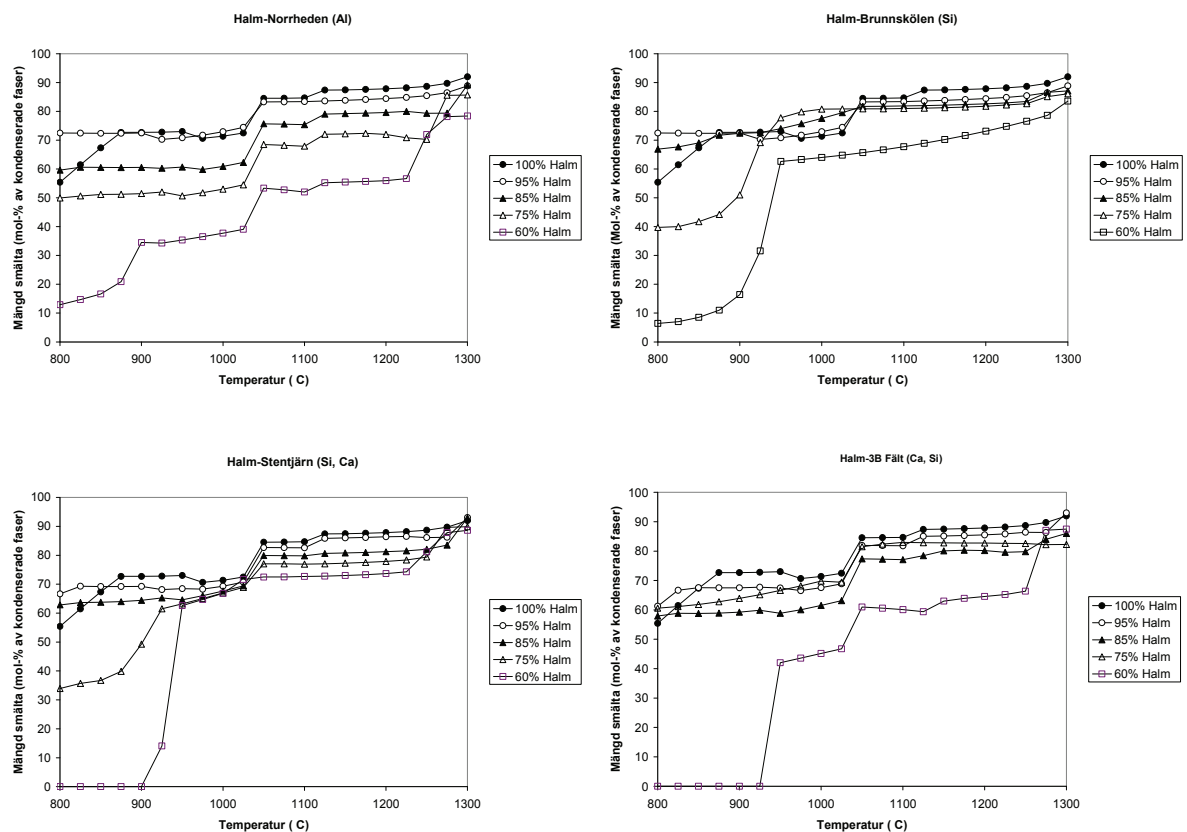 Halm-Norrheden (Al)
100
90
80
70
60
50
40
30
20
10
0
800
900
1000
1100
1200
1300
Mängd smälta (mol-% av kondenserade faser)
Temperatur ( C)
100% Halm
95% Halm
85% Halm
75% Halm
60% Halm
Halm-Brunnskölen (Si)
100
90
80
70
60
50
40
30
20
10
0
800
900
1000
1100
1200
1300
Mängd smälta (Mol-% av kondenserade faser)
Temperatur ( C)
100% Halm
95% Halm
85% Halm
75% Halm
60% Halm
Halm-Stentjärn (Si, Ca)
100
90
80
70
60
50
40
30
20
10
0
800
900
1000
1100
1200
1300
Mängd smälta (mol-% av kondenserade faser)
Temperatur ( C)
100% Halm
95% Halm
85% Halm
75% Halm
60% Halm
Halm-3B Fält (Ca, Si)
100
90
80
70
60
50
40
30
20
10
0
800
900
1000
1100
1200
1300
Mängd smälta (mol-% av kondenserade faser)
Temperatur ( C)
100% Halm
95% Halm
85% Halm
75% Halm
60% Halm